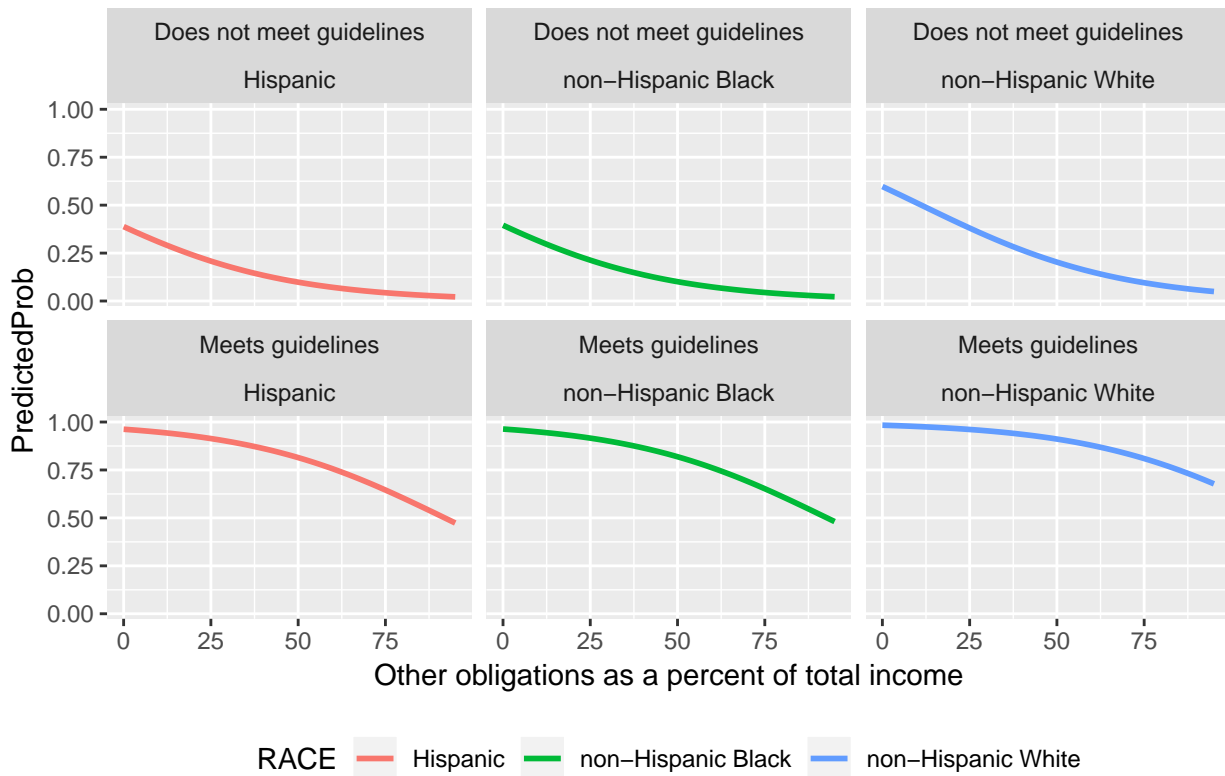 Does not meet guidelines
Hispanic
Does not meet guidelines
non−Hispanic Black
Does not meet guidelines
non−Hispanic White
1.00
0.75
0.50
0.25
0.00
Meets guidelines
Hispanic
Meets guidelines
non−Hispanic Black
Meets guidelines
non−Hispanic White
1.00
0.75
0.50
0.25
0.00
PredictedProb
0 25 50 75
0 25 50 75
0 25 50 75
Other obligations as a percent of total income
RACE Hispanic non−Hispanic Black non−Hispanic White